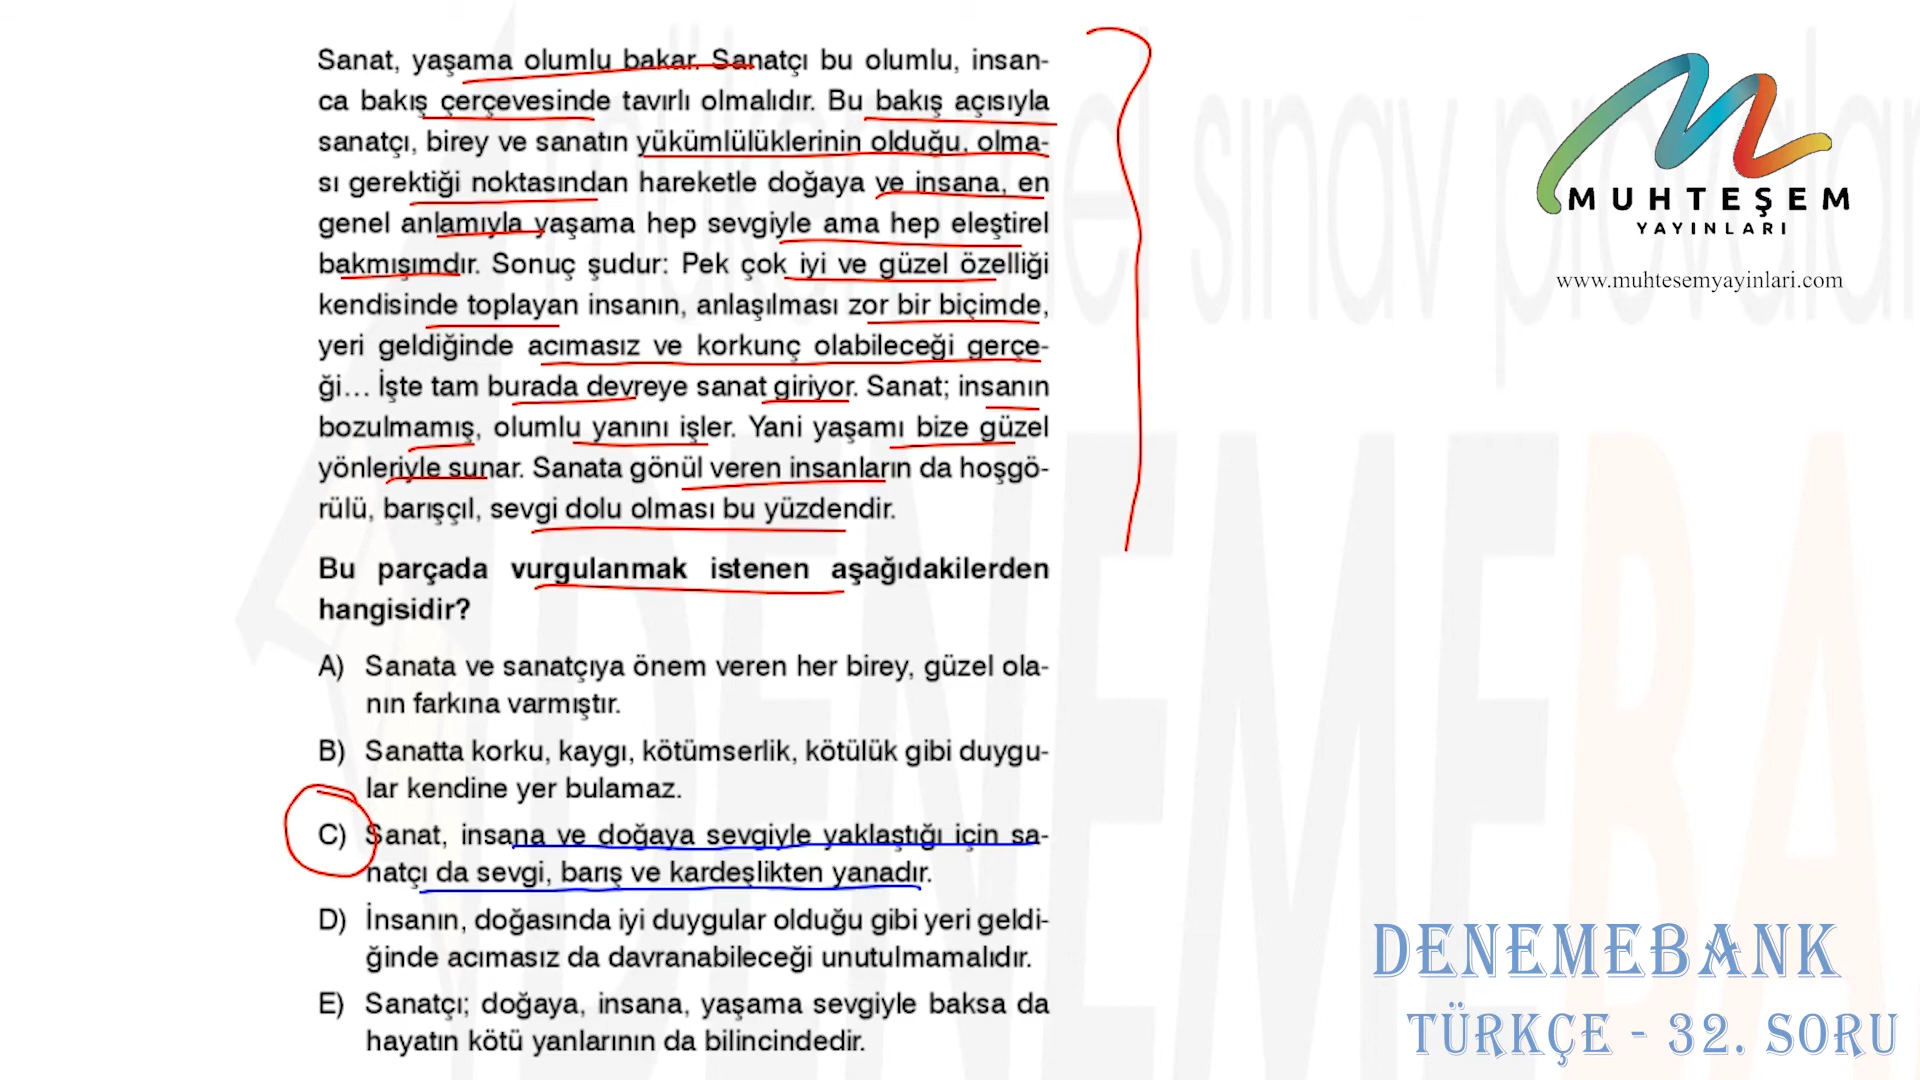 Sanat, yaşama olumlu bakar. Sanatçı bu olumlu, insan-
ca bakış çerçevesinde tavırlı olmalıdır. Bu bakış açısıyla
sanatçı, birey ve sanatın yükümlülüklerinin olduğu, olma-
sı gerektiği noktasından hareketle doğaya ve insana, en
genel anlamıyla yaşama hep sevgiyle ama hep eleştirel
bakmışımdır. Sonuç şudur: Pek çok iyi ve güzel özelliği
kendisinde toplayan insanın, anlaşılması zor bir biçimde,
yeri geldiğinde acımasız ve korkunç olabileceği gerçe-
ği... İşte tam burada devreye sanat giriyor. Sanat; insanın
bozulmamış, olumlu yanını işler. Yani yaşamı bize güzel
yönleriyle sunar. Sanata gönül veren insanların da hoşgö-
rülü, barışçıl, sevgi dolu olması bu yüzdendir.
Bu parçada vurgulanmak istenen aşağıdakilerden
hangisidir?
A) Sanata ve sanatçıya önem veren her birey, güzel ola-
nın farkına varmıştır.
B) Sanatta korku, kaygı, kötümserlik, kötülük gibi duygu-
lar kendine yer bulamaz.
C) Sanat, insana ve doğaya sevgiyle yaklaştığı için sa-
natçı da sevgi, barış ve kardeşlikten yanadır.
D) İnsanın, doğasında iyi duygular olduğu gibi yeri geldi-
ğinde acımasız da davranabileceği unutulmamalıdır.
E) Sanatçı; doğaya, insana, yaşama sevgiyle baksa da
hayatın kötü yanlarının da bilincindedir.
MUHTEŞEM
YAYINLARI
www.muhtesemyayinlari.com
sınav provaları
DENEMEBA
DENEMEBANK
TÜRKÇE - 32. SORU